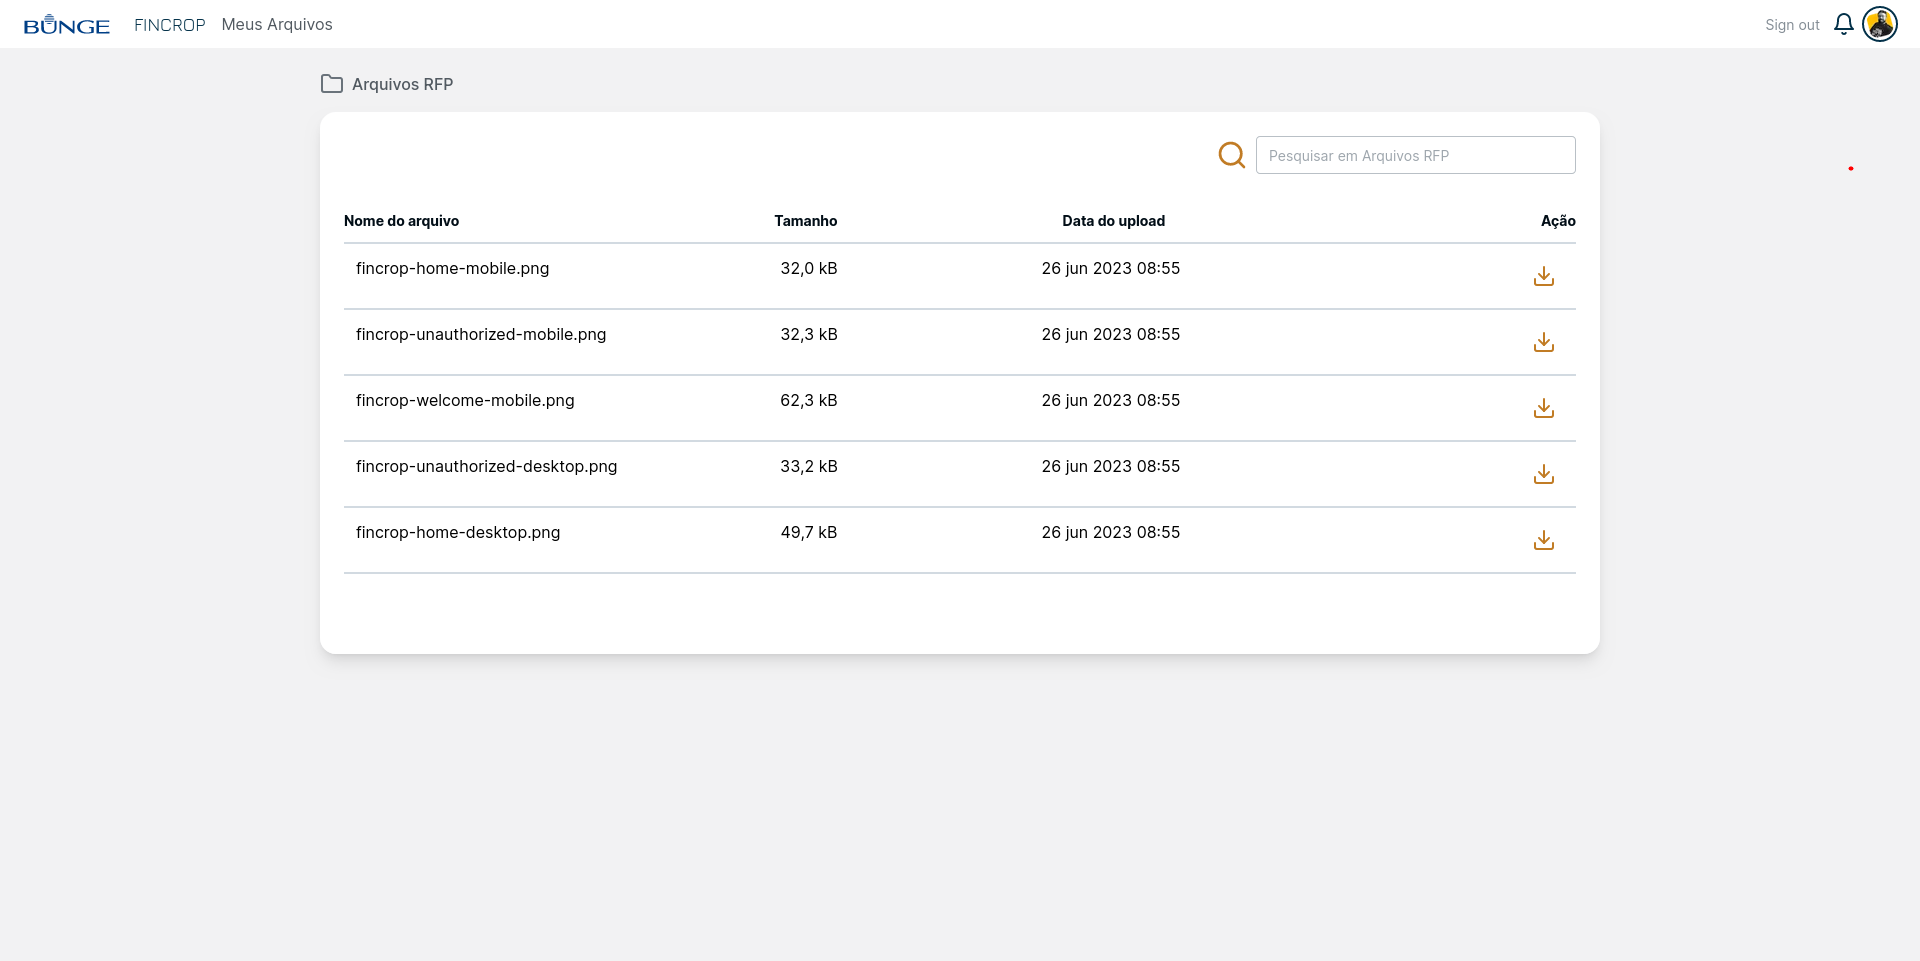 BUNGE FINCROP Meus Arquivos Sign out
Arquivos RFP
Pesquisar em Arquivos RFP
Nome do arquivo Tamanho Data do upload Ação
fincrop-home-mobile.png 32,0 kB 26 jun 2023 08:55
fincrop-unauthorized-mobile.png 32,3 kB 26 jun 2023 08:55
fincrop-welcome-mobile.png 62,3 kB 26 jun 2023 08:55
fincrop-unauthorized-desktop.png 33,2 kB 26 jun 2023 08:55
fincrop-home-desktop.png 49,7 kB 26 jun 2023 08:55